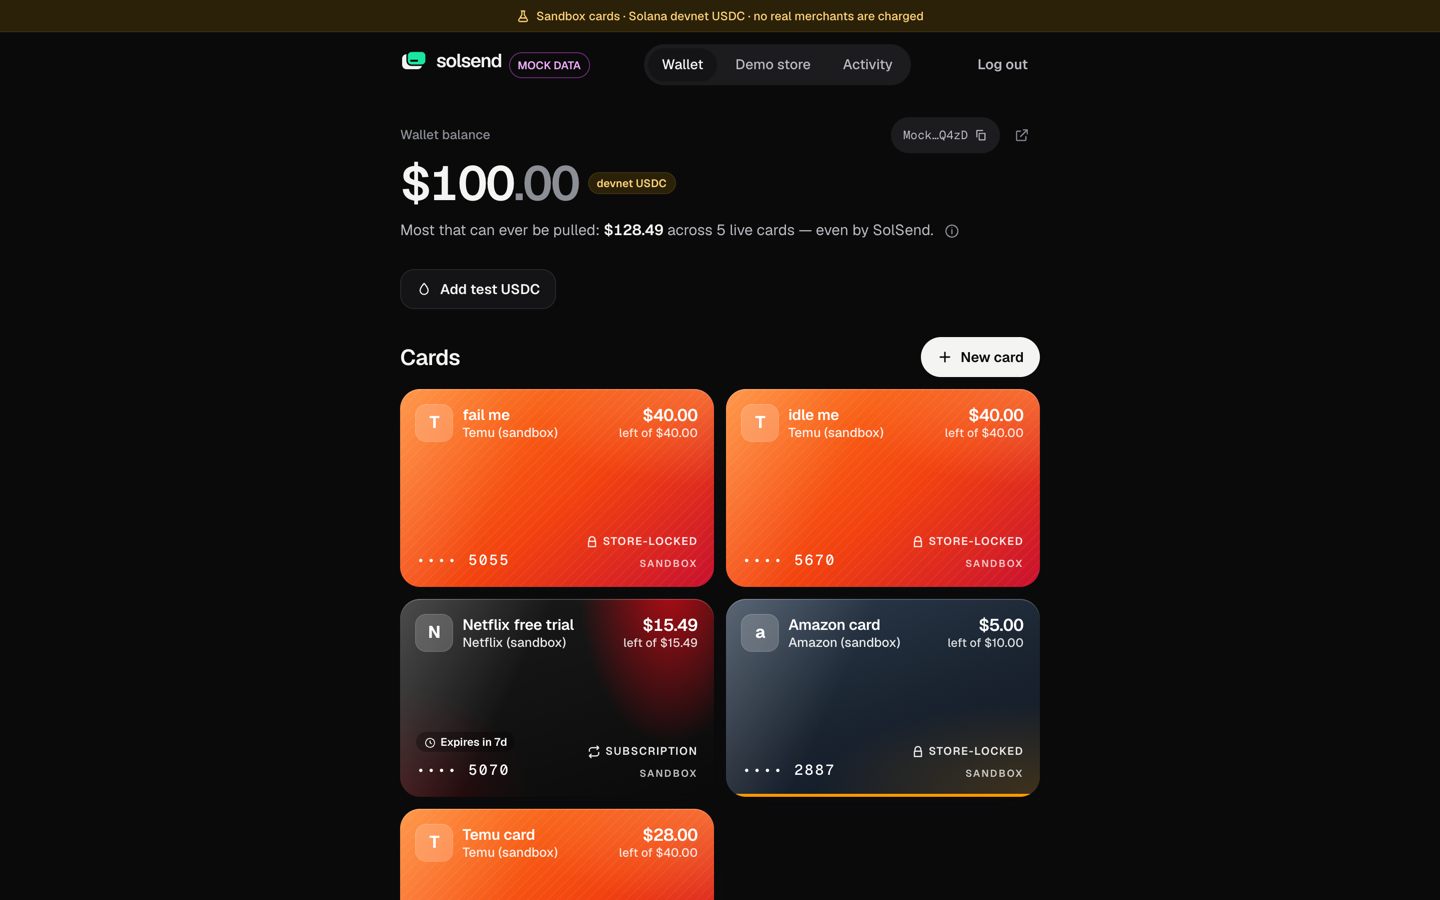 Sandbox cards · Solana devnet USDC · no real merchants are charged
solsend MOCK DATA Wallet Demo store Activity Log out
Wallet balance Mock…Q4zD
$100.00 devnet USDC
Most that can ever be pulled: $128.49 across 5 live cards — even by SolSend.
Add test USDC
Cards New card
T fail me $40.00
Temu (sandbox) left of $40.00
STORE-LOCKED
•••• 5055 SANDBOX
T idle me $40.00
Temu (sandbox) left of $40.00
STORE-LOCKED
•••• 5670 SANDBOX
N Netflix free trial $15.49
Netflix (sandbox) left of $15.49
Expires in 7d SUBSCRIPTION
•••• 5070 SANDBOX
a Amazon card $5.00
Amazon (sandbox) left of $10.00
STORE-LOCKED
•••• 2887 SANDBOX
T Temu card $28.00
Temu (sandbox) left of $40.00